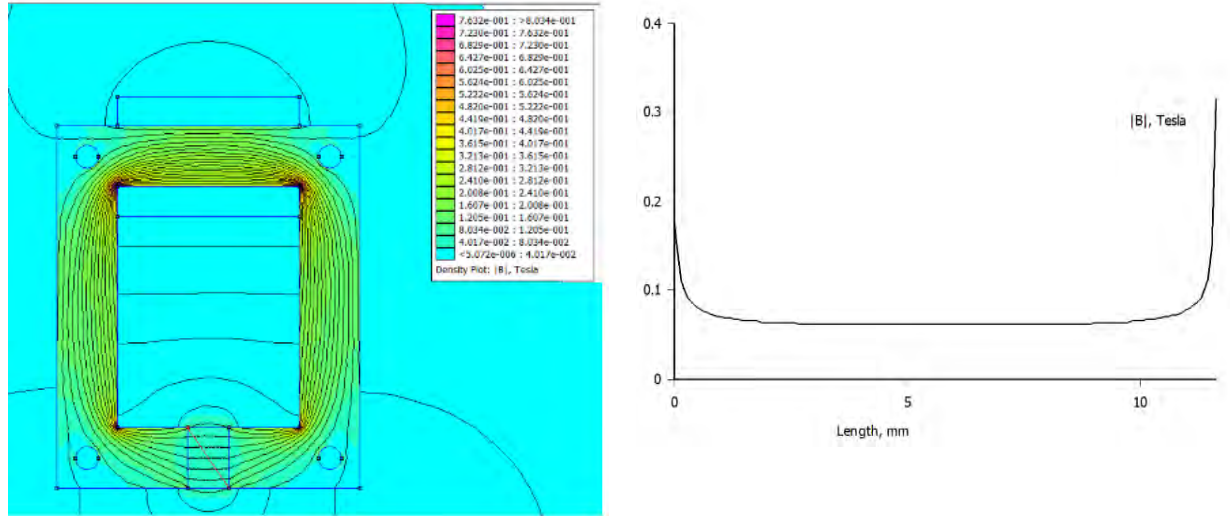 7.632e-001 : >8.034e-001
7.230e-001 : 7.632e-001
6.829e-001 : 7.230e-001
6.427e-001 : 6.829e-001
6.025e-001 : 6.427e-001
5.624e-001 : 6.025e-001
5.222e-001 : 5.624e-001
4.820e-001 : 5.222e-001
4.419e-001 : 4.820e-001
4.017e-001 : 4.419e-001
3.615e-001 : 4.017e-001
3.213e-001 : 3.615e-001
2.812e-001 : 3.213e-001
2.410e-001 : 2.812e-001
2.008e-001 : 2.410e-001
1.607e-001 : 2.008e-001
1.205e-001 : 1.607e-001
8.034e-002 : 1.205e-001
4.017e-002 : 8.034e-002
<5.072e-006 : 4.017e-002
Density Plot: |B|, Tesla
0.4
0.3
|B|, Tesla
0.2
0.1
0
0
5
10
Length, mm